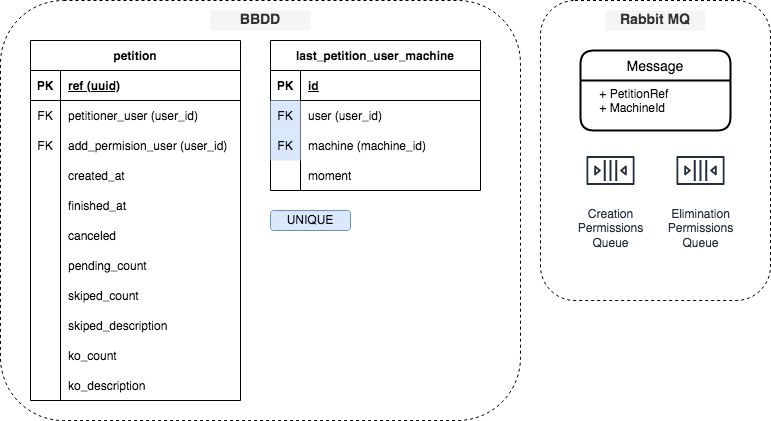 BBDD
petition
PK ref (uuid)
FK petitioner_user (user_id)
FK add_permision_user (user_id)
created_at
finished_at
canceled
pending_count
skiped_count
skiped_description
ko_count
ko_description
last_petition_user_machine
PK id
FK user (user_id)
FK machine (machine_id)
moment
UNIQUE
Rabbit MQ
Message
+ PetitionRef
+ MachineId
Creation
Permissions
Queue
Elimination
Permissions
Queue